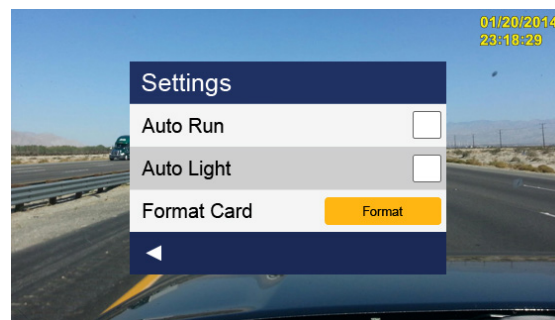 01/20/2014
23:18:29
Settings
Auto Run
Auto Light
Format Card
Format